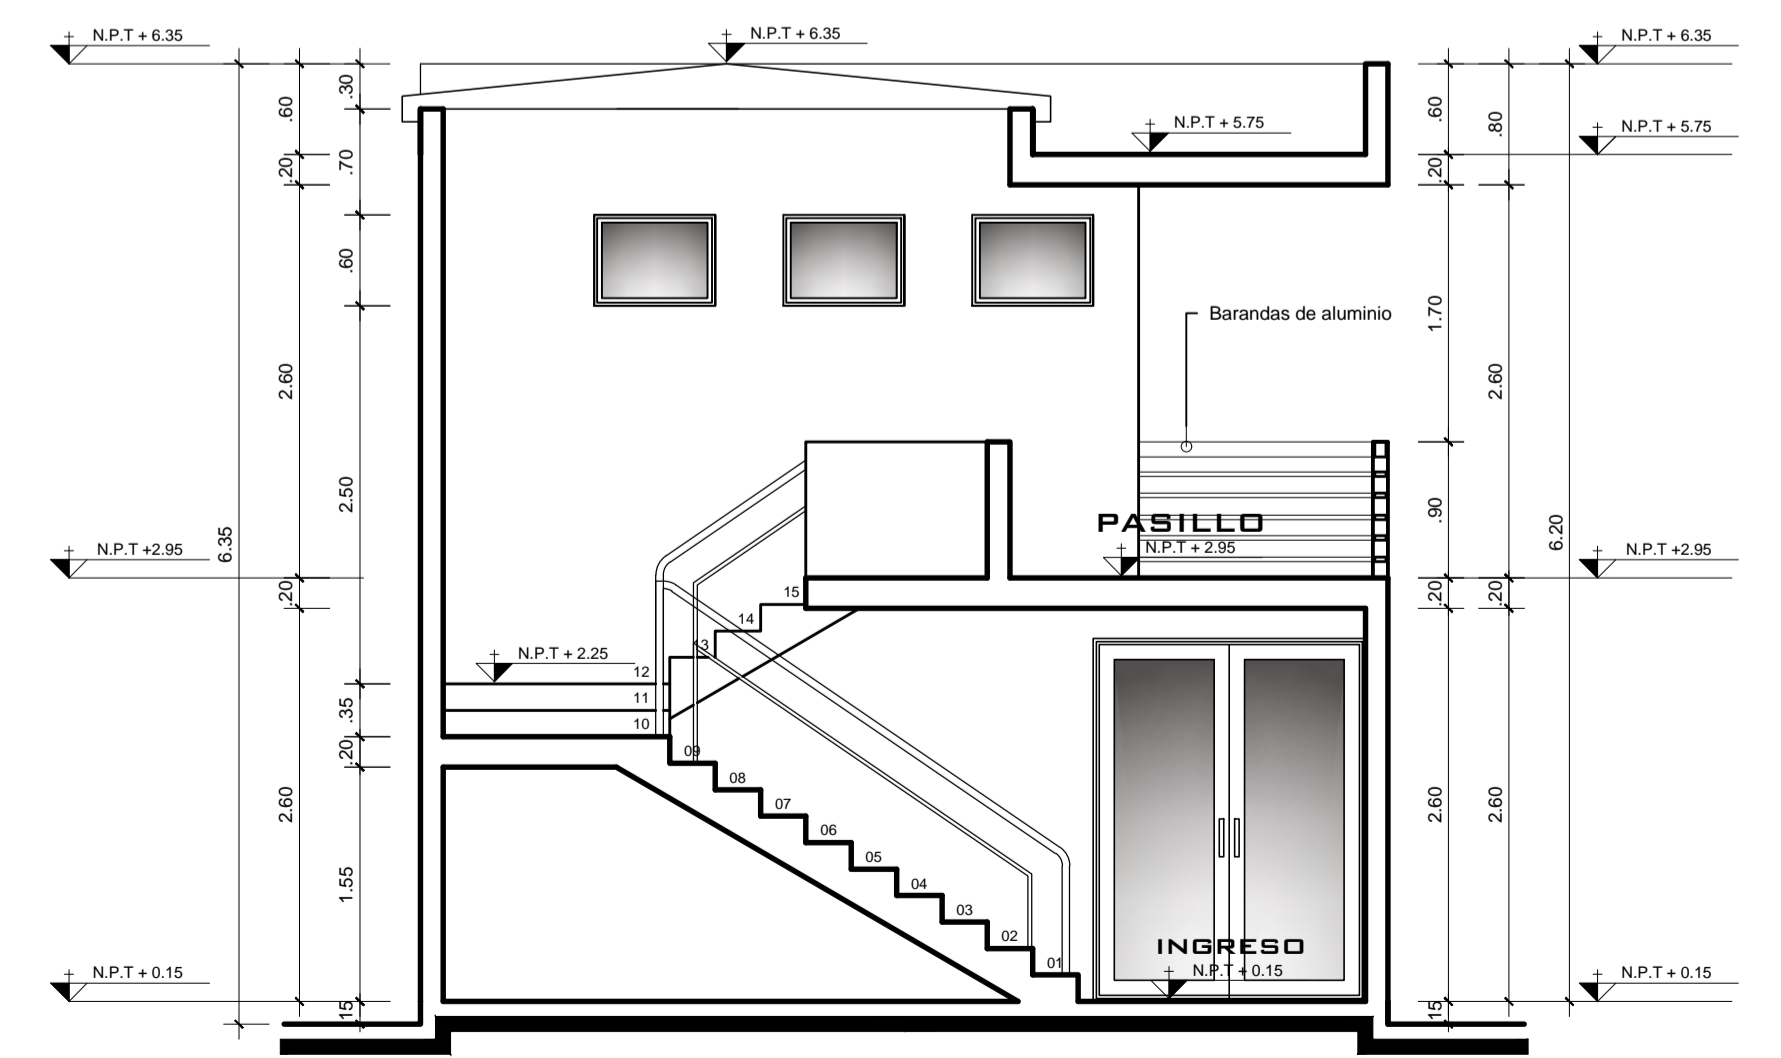 N.P.T + 6.35
N.P.T + 6.35
N.P.T + 6.35
.60
.30
.60
.80
N.P.T + 5.75
N.P.T + 5.75
.20
.70
.20
.60
Barandas de aluminio
2.60
1.70
2.60
2.50
.90
6.35
6.20
PASILLO
N.P.T +2.95
N.P.T + 2.95
N.P.T +2.95
.20
.20
.20
15
14
13
N.P.T + 2.25
12
11
10
.35
.20
09
08
07
06
05
04
03
02
01
2.60
1.55
2.60
2.60
INGRESO
N.P.T + 0.15
N.P.T + 0.15
N.P.T + 0.15
15
15